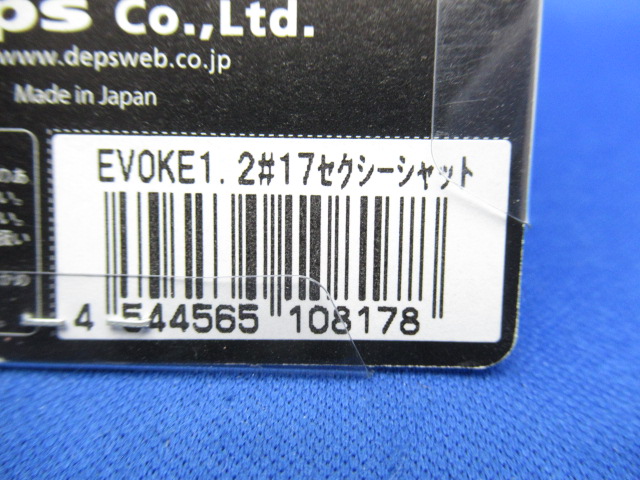 ps Co.,Ltd.
www.depsweb.co.jp
Made in Japan
EVOKE1.2#17セクシーシャット
4 544565 108178